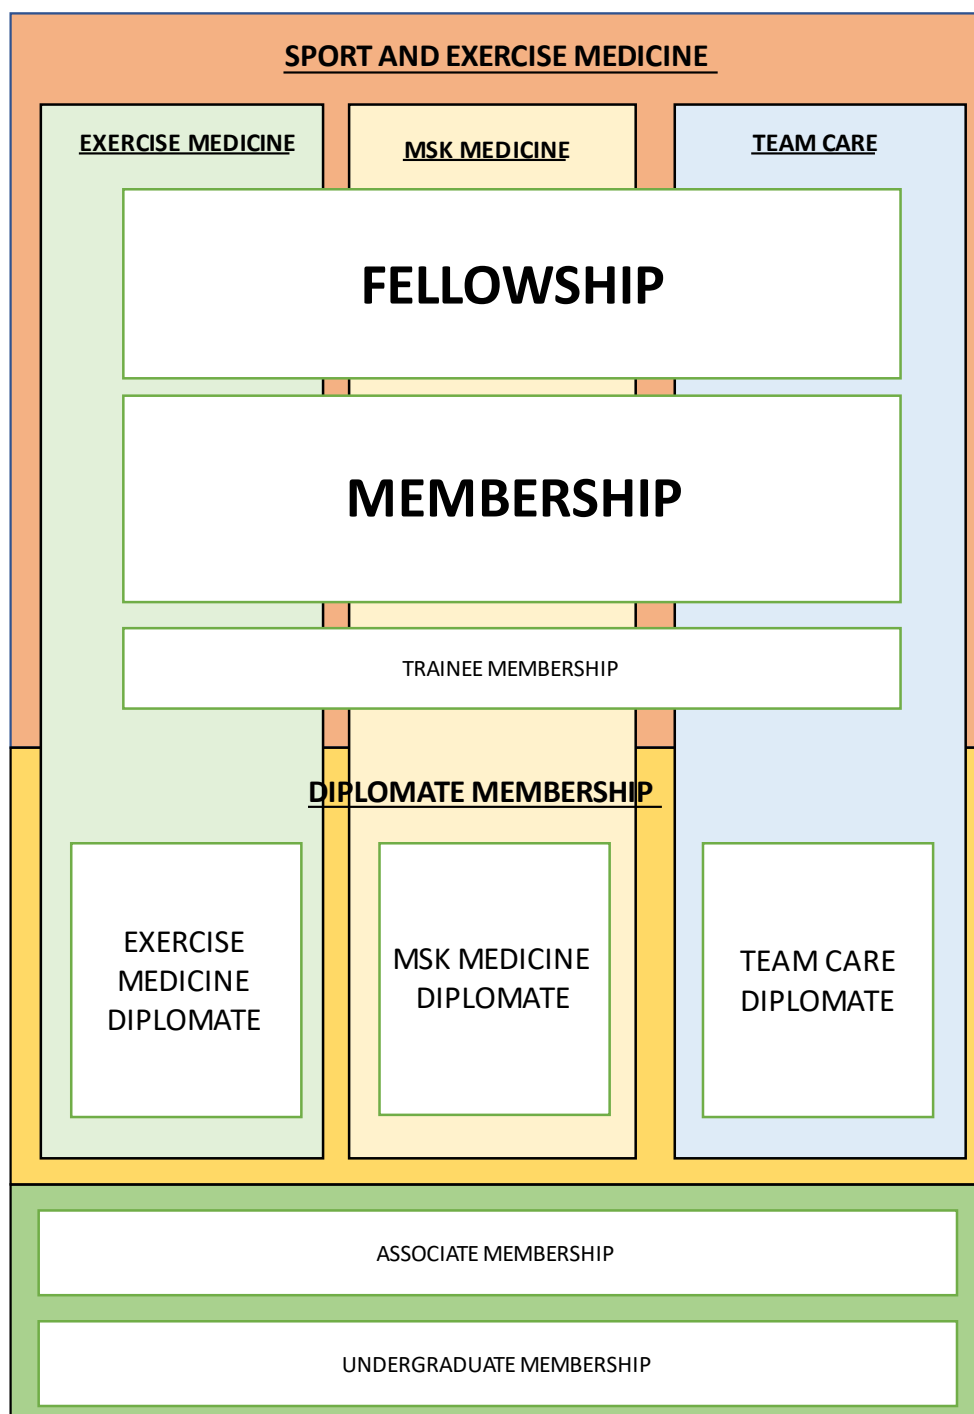 SPORT AND EXERCISE MEDICINE
EXERCISE MEDICINE
MSK MEDICINE
TEAM CARE
FELLOWSHIP
MEMBERSHIP
TRAINEE MEMBERSHIP
DIPLOMATE MEMBERSHIP
EXERCISE
MEDICINE
DIPLOMATE
MSK MEDICINE
DIPLOMATE
TEAM CARE
DIPLOMATE
ASSOCIATE MEMBERSHIP
UNDERGRADUATE MEMBERSHIP